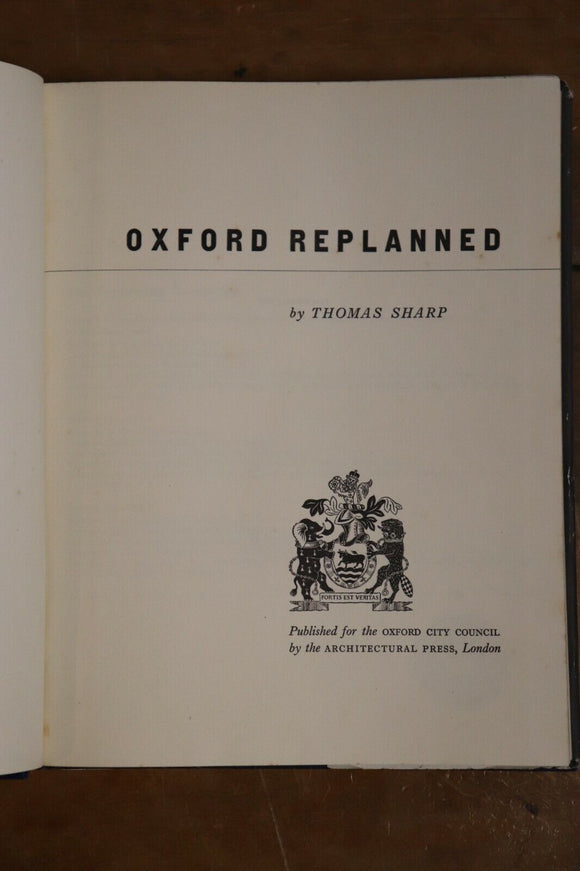 OXFORD REPLANNED
by THOMAS SHARP
FORTIS EST VERITAS
Published for the OXFORD CITY COUNCIL
by the ARCHITECTURAL PRESS, London